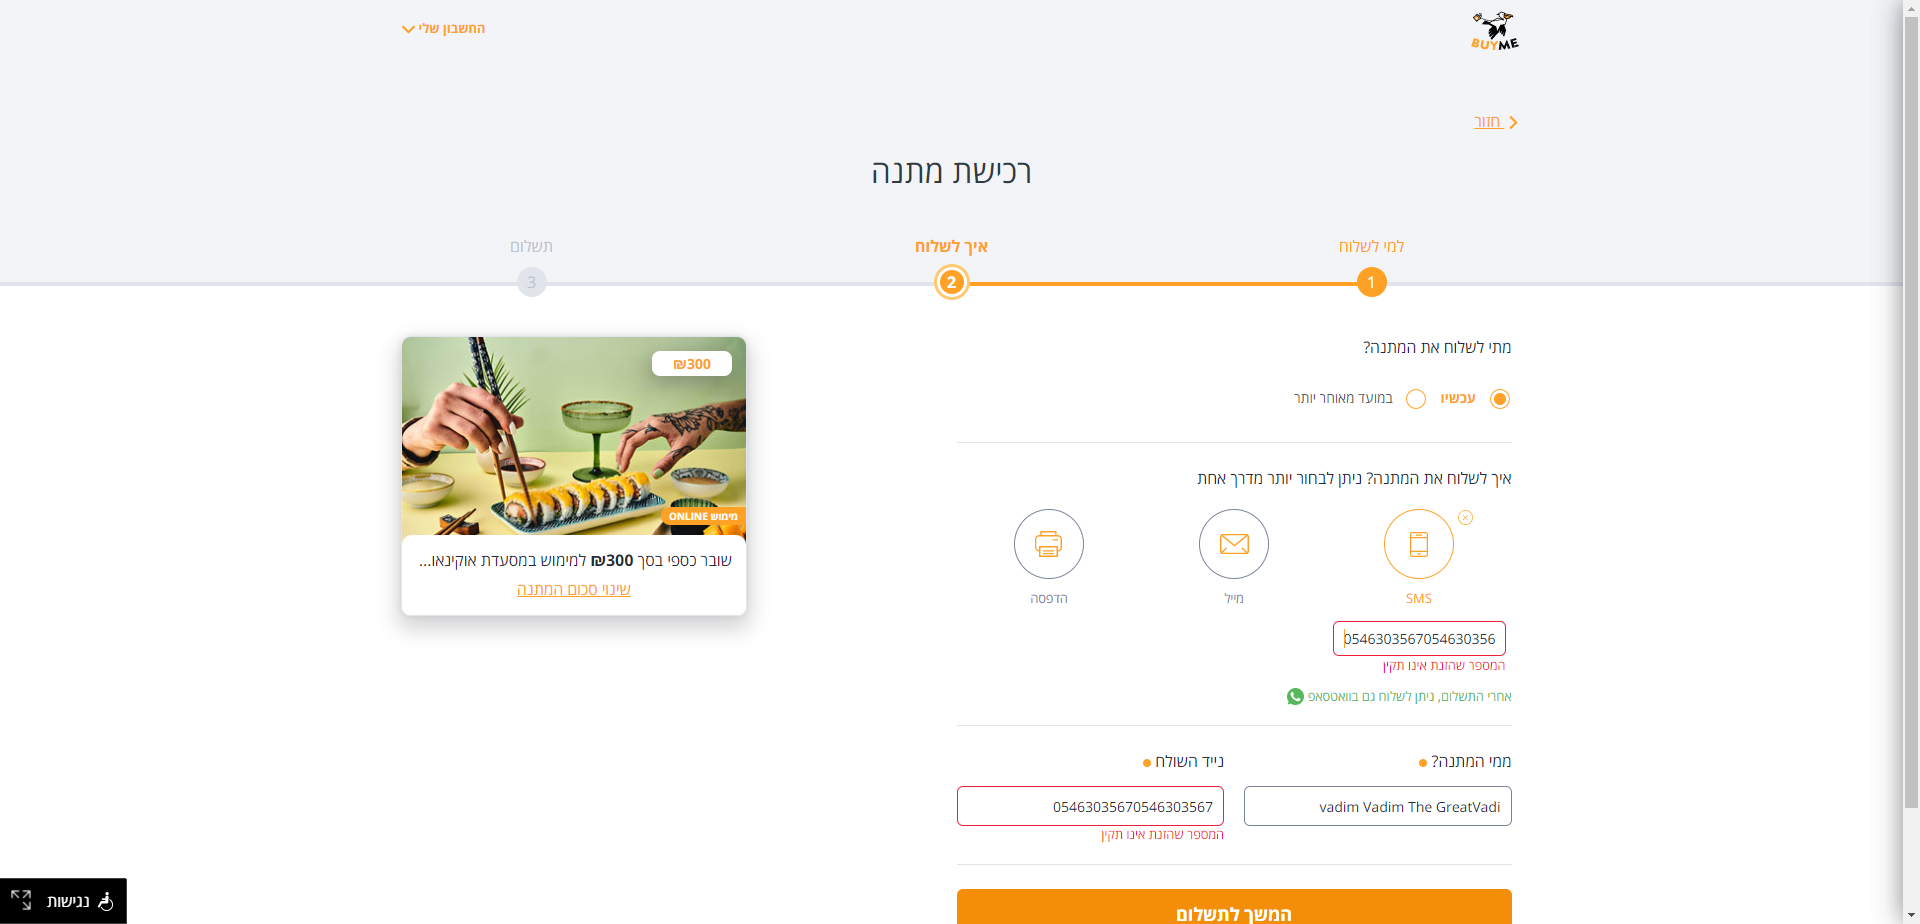 BUYME
החשבון שלי
חזור
רכישת מתנה
למי לשלוח
איך לשלוח
תשלום
1
2
3
מתי לשלוח את המתנה?
עכשיו
במועד מאוחר יותר
איך לשלוח את המתנה? ניתן לבחור יותר מדרך אחת
SMS
מייל
הדפסה
0546303567054630356
המספר שהזנת אינו תקין
אחרי התשלום, ניתן לשלוח גם בוואטסאפ
ממי המתנה?
vadim Vadim The GreatVadi
נייד השולח
05463035670546303567
המספר שהזנת אינו תקין
המשך לתשלום
₪300
מימוש ONLINE
שובר כספי בסך ₪300 למימוש במסעדת אוקינאו...
שינוי סכום המתנה
נגישות